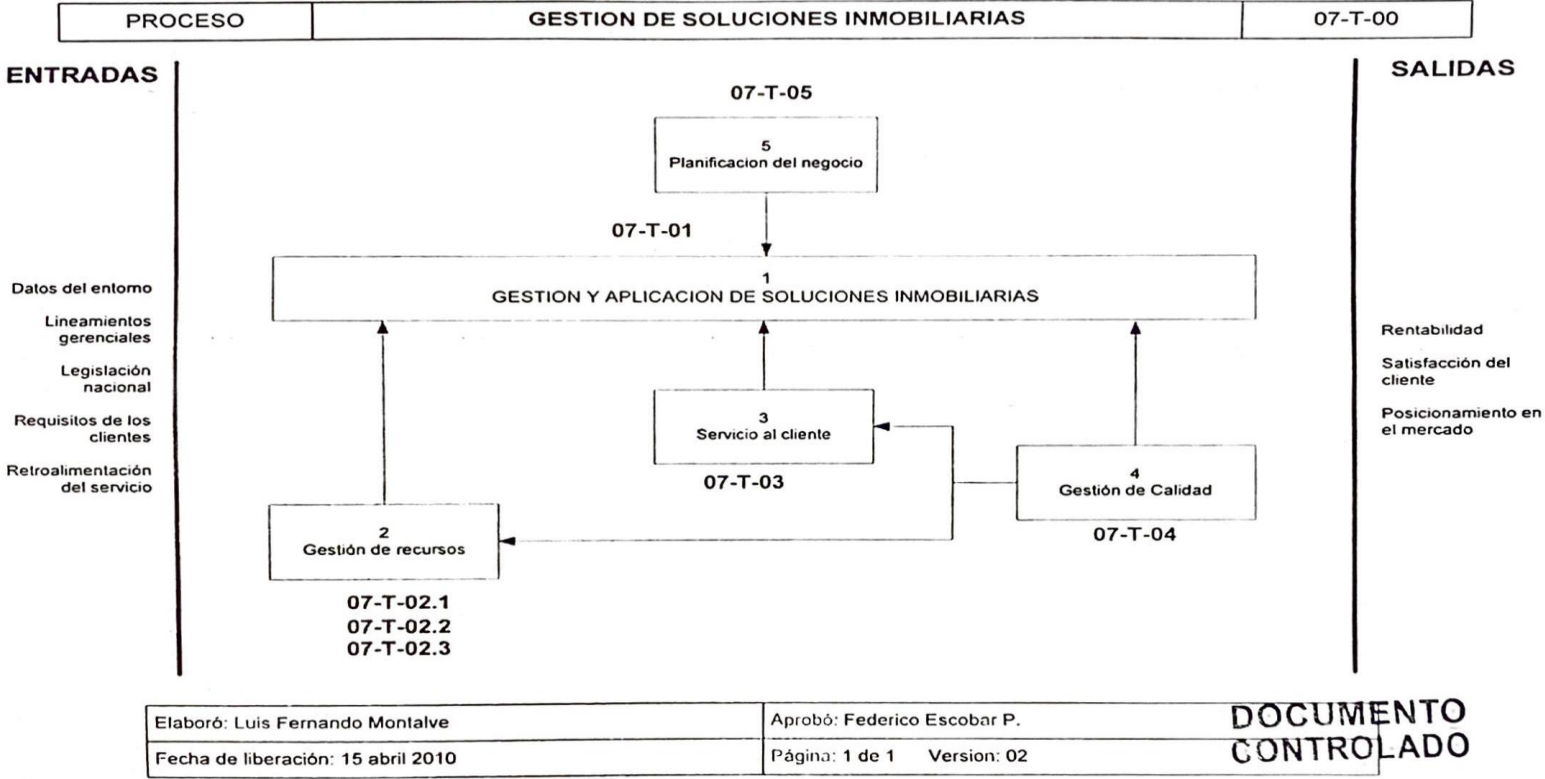 PROCESO GESTION DE SOLUCIONES INMOBILIARIAS 07-T-00
ENTRADAS
SALIDAS
07-T-05
5
Planificacion del negocio
07-T-01
1
GESTION Y APLICACION DE SOLUCIONES INMOBILIARIAS
Datos del entorno
Lineamientos
gerenciales
Legislación
nacional
Requisitos de los
clientes
Retroalimentación
del servicio
Rentabilidad
Satisfacción del
cliente
Posicionamiento en
el mercado
3
Servicio al cliente
07-T-03
4
Gestión de Calidad
07-T-04
2
Gestión de recursos
07-T-02.1
07-T-02.2
07-T-02.3
Elaboró: Luis Fernando Montalve
Aprobó: Federico Escobar P.
Fecha de liberación: 15 abril 2010
Página: 1 de 1 Version: 02
DOCUMENTO
CONTROLADO